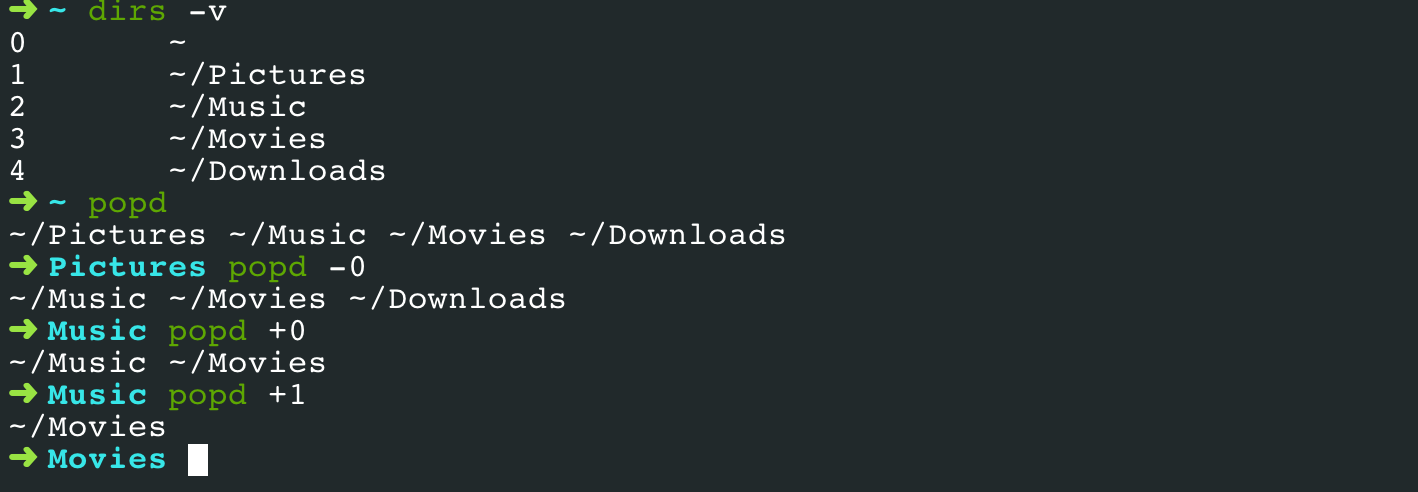 ➜ ~ dirs -v
0 ~
1 ~/Pictures
2 ~/Music
3 ~/Movies
4 ~/Downloads
➜ ~ popd
~/Pictures ~/Music ~/Movies ~/Downloads
➜ Pictures popd -0
~/Music ~/Movies ~/Downloads
➜ Music popd +0
~/Music ~/Movies
➜ Music popd +1
~/Movies
➜ Movies